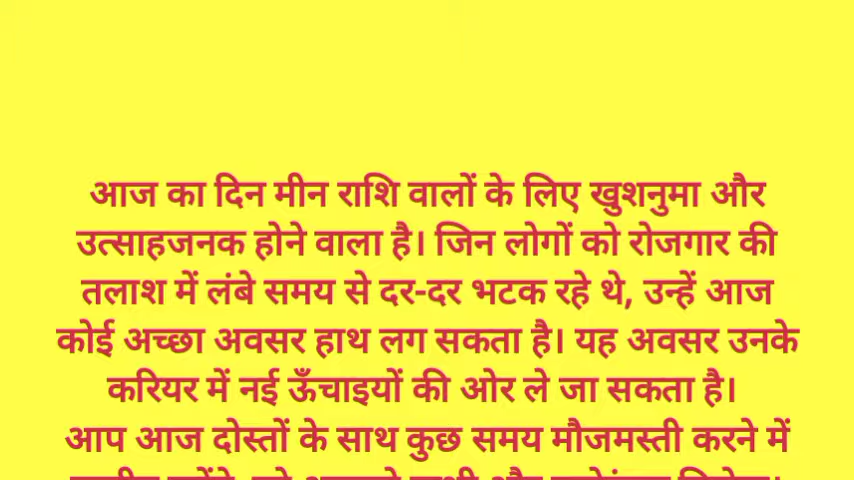 आज का दिन मीन राशि वालों के लिए खुशनुमा और
उत्साहजनक होने वाला है। जिन लोगों को रोजगार की
तलाश में लंबे समय से दर-दर भटक रहे थे, उन्हें आज
कोई अच्छा अवसर हाथ लग सकता है। यह अवसर उनके
करियर में नई ऊँचाइयों की ओर ले जा सकता है।
आप आज दोस्तों के साथ कुछ समय मौजमस्ती करने में